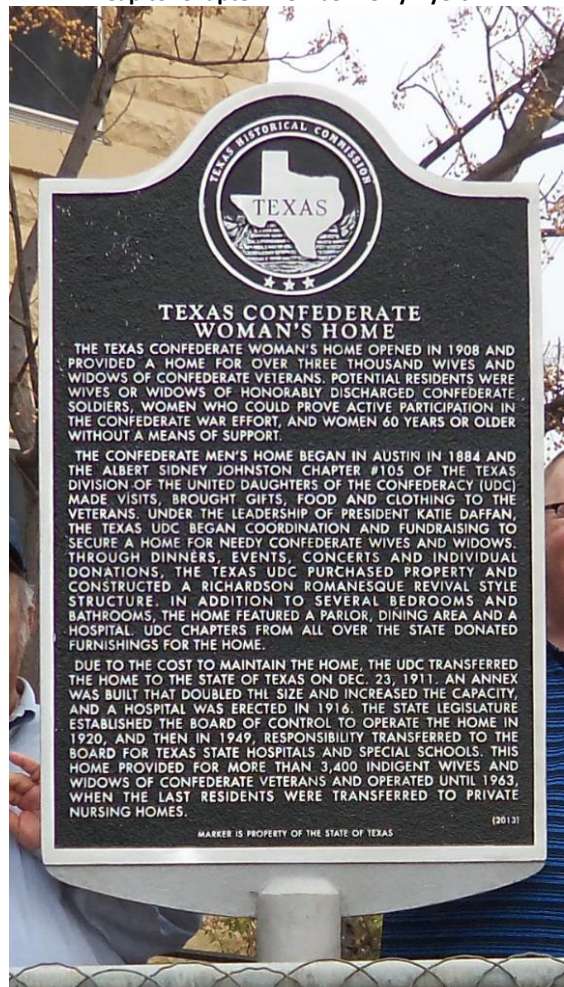 TEXAS HISTORICAL COMMISSION
TEXAS
TEXAS CONFEDERATE
WOMAN'S HOME
THE TEXAS CONFEDERATE WOMAN'S HOME OPENED IN 1908 AND
PROVIDED A HOME FOR OVER THREE THOUSAND WIVES AND
WIDOWS OF CONFEDERATE VETERANS. POTENTIAL RESIDENTS WERE
WIVES OR WIDOWS OF HONORABLY DISCHARGED CONFEDERATE
SOLDIERS, WOMEN WHO COULD PROVE ACTIVE PARTICIPATION IN
THE CONFEDERATE WAR EFFORT, AND WOMEN 60 YEARS OR OLDER
WITHOUT A MEANS OF SUPPORT.
THE CONFEDERATE MEN'S HOME BEGAN IN AUSTIN IN 1884 AND
THE ALBERT SIDNEY JOHNSTON CHAPTER #105 OF THE TEXAS
DIVISION OF THE UNITED DAUGHTERS OF THE CONFEDERACY (UDC)
MADE VISITS, BROUGHT GIFTS, FOOD AND CLOTHING TO THE
VETERANS. UNDER THE LEADERSHIP OF PRESIDENT KATIE DAFFAN,
THE TEXAS UDC BEGAN COORDINATION AND FUNDRAISING TO
SECURE A HOME FOR NEEDY CONFEDERATE WIVES AND WIDOWS.
THROUGH DINNERS, EVENTS, CONCERTS AND INDIVIDUAL
DONATIONS, THE TEXAS UDC PURCHASED PROPERTY AND
CONSTRUCTED A RICHARDSON ROMANESQUE REVIVAL STYLE
STRUCTURE. IN ADDITION TO SEVERAL BEDROOMS AND
BATHROOMS, THE HOME FEATURED A PARLOR, DINING AREA AND A
HOSPITAL. UDC CHAPTERS FROM ALL OVER THE STATE DONATED
FURNISHINGS FOR THE HOME.
DUE TO THE COST TO MAINTAIN THE HOME, THE UDC TRANSFERRED
THE HOME TO THE STATE OF TEXAS ON DEC. 23, 1911. AN ANNEX
WAS BUILT THAT DOUBLED THE SIZE AND INCREASED THE CAPACITY,
AND A HOSPITAL WAS ERECTED IN 1916. THE STATE LEGISLATURE
ESTABLISHED THE BOARD OF CONTROL TO OPERATE THE HOME IN
1920, AND THEN IN 1949, RESPONSIBILITY TRANSFERRED TO THE
BOARD FOR TEXAS STATE HOSPITALS AND SPECIAL SCHOOLS. THIS
HOME PROVIDED FOR MORE THAN 3,400 INDIGENT WIVES AND
WIDOWS OF CONFEDERATE VETERANS AND OPERATED UNTIL 1963,
WHEN THE LAST RESIDENTS WERE TRANSFERRED TO PRIVATE
NURSING HOMES.
(2013)
MARKER IS PROPERTY OF THE STATE OF TEXAS